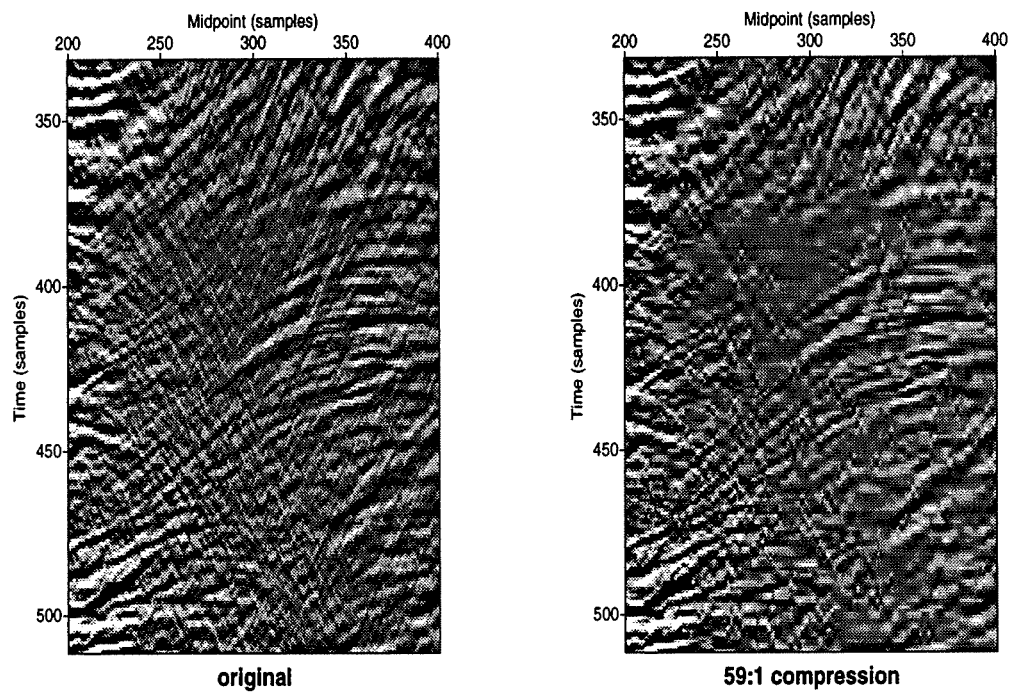 Midpoint (samples)
200 250 300 350 400
Time (samples)
350
400
450
500
original
Midpoint (samples)
200 250 300 350 400
Time (samples)
350
400
450
500
59:1 compression